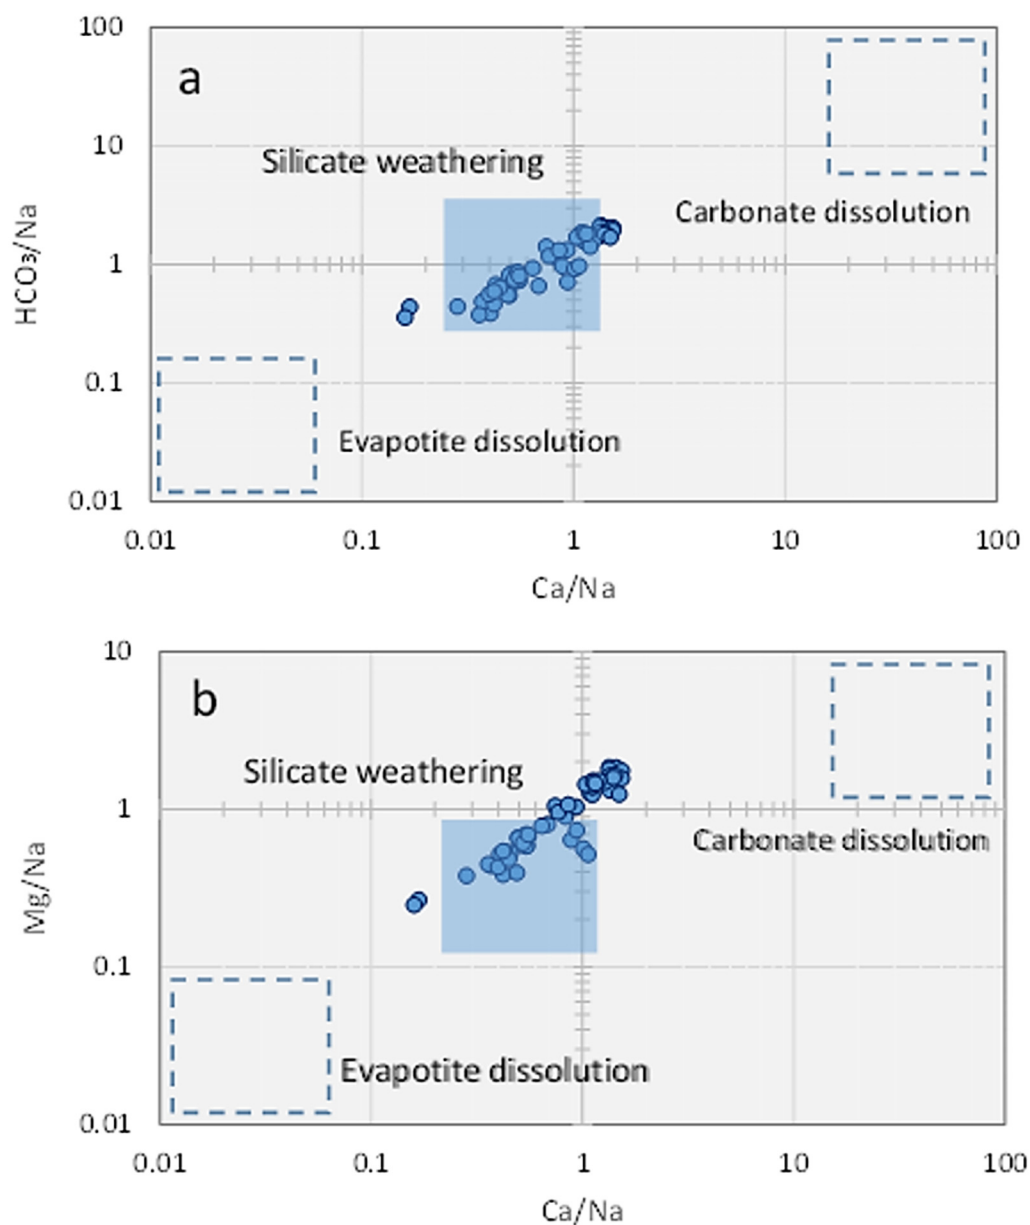 100
a
10
Silicate weathering
Carbonate dissolution
HCO₃/Na
1
0.1
Evapotite dissolution
0.01
0.01 0.1 1 10 100
Ca/Na
10
b
Silicate weathering
1
Carbonate dissolution
Mg/Na
0.1
Evapotite dissolution
0.01
0.01 0.1 1 10 100
Ca/Na